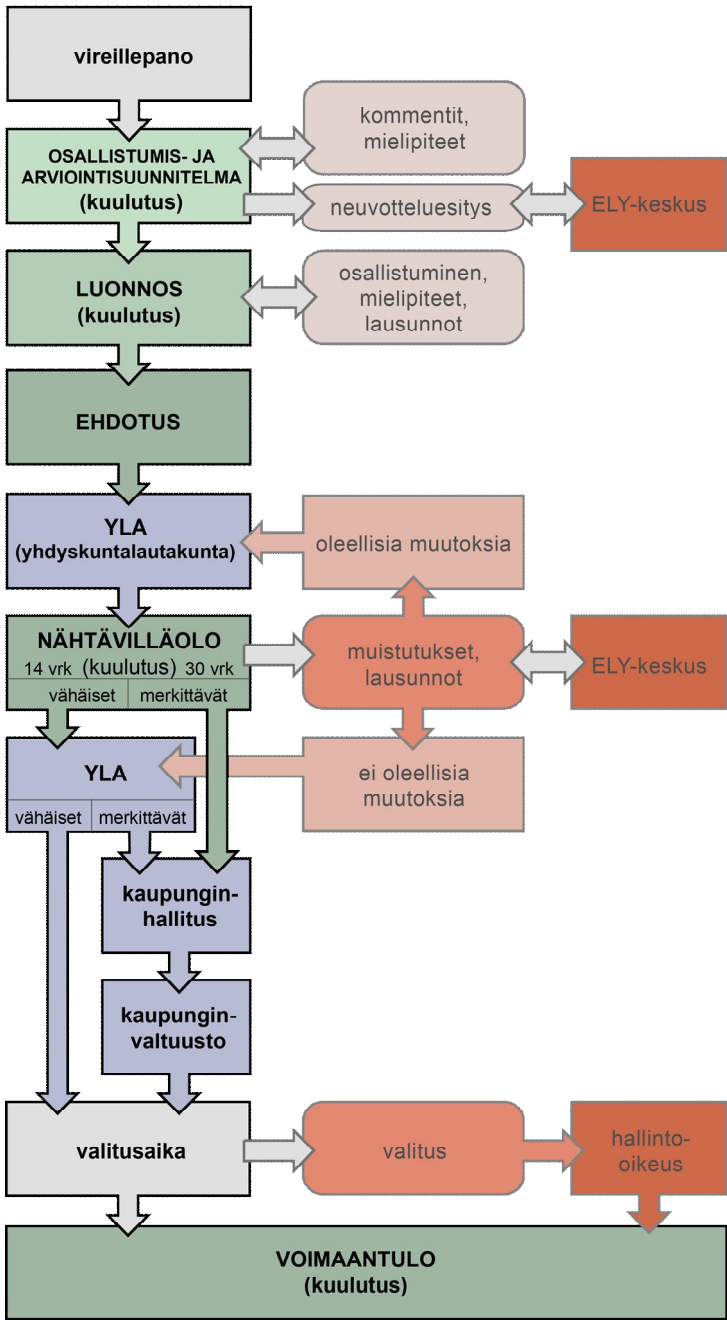 vireillepano
kommentit,
mielipiteet
OSALLISTUMIS- JA
ARVIOINTISUUNNITELMA
(kuulutus)
neuvotteluesitys
ELY-keskus
LUONNOS
(kuulutus)
osallistuminen,
mielipiteet,
lausunnot
EHDOTUS
YLA
(yhdyskuntalautakunta)
oleellisia muutoksia
NÄHTÄVILLÄOLO
14 vrk (kuulutus) 30 vrk
vähäiset merkittävät
muistutukset,
lausunnot
ELY-keskus
YLA
vähäiset merkittävät
ei oleellisia
muutoksia
kaupungin-
hallitus
kaupungin-
valtuusto
valitusaika
valitus
hallinto-
oikeus
VOIMAANTULO
(kuulutus)